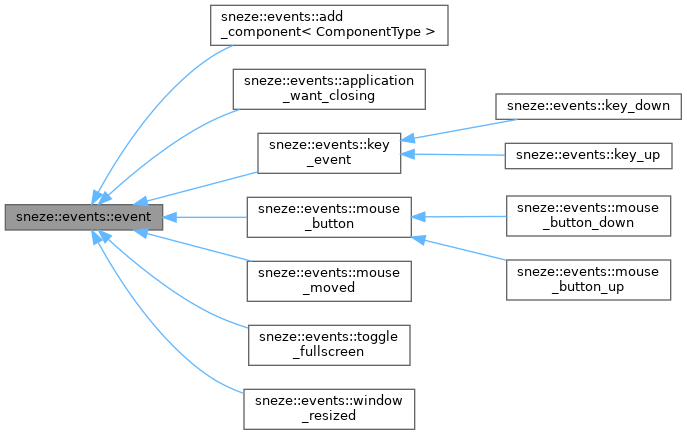 sneze::events::add
_component< ComponentType >
sneze::events::application
_want_closing
sneze::events::key_down
sneze::events::key
_event
sneze::events::key_up
sneze::events::event
sneze::events::mouse
_button
sneze::events::mouse
_button_down
sneze::events::mouse
_moved
sneze::events::mouse
_button_up
sneze::events::toggle
_fullscreen
sneze::events::window
_resized